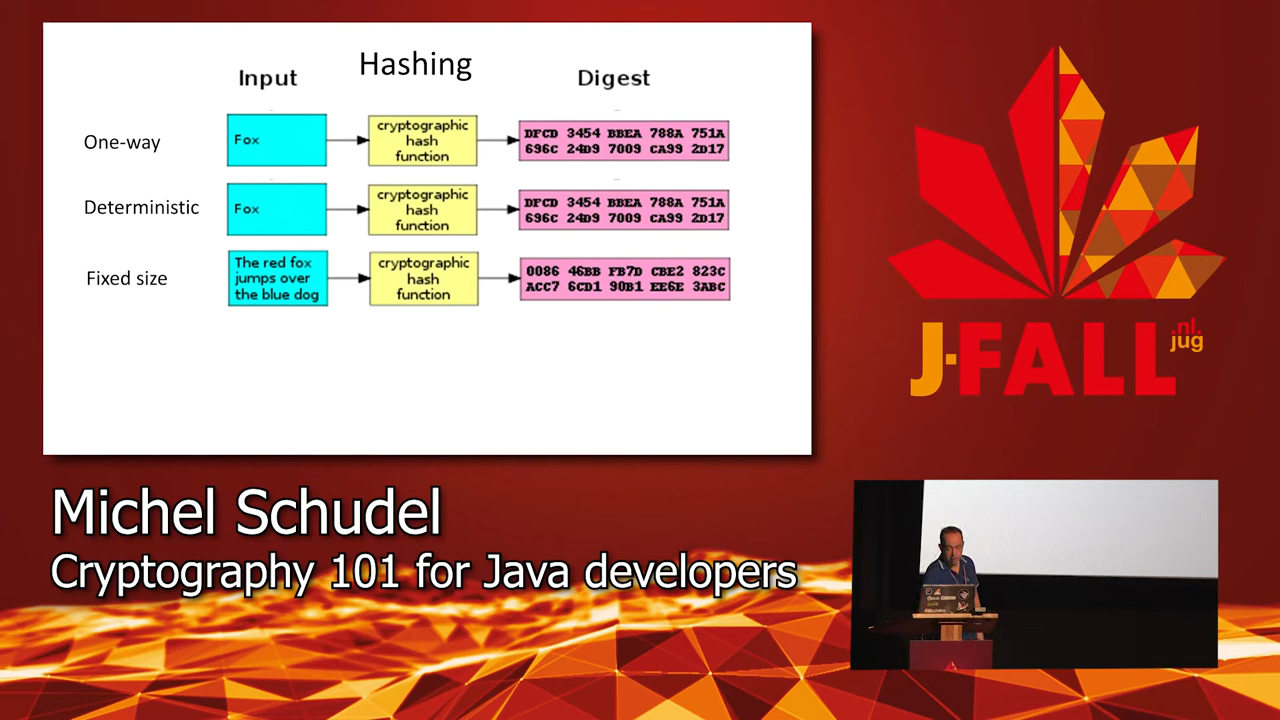 Hashing
Input
Digest
One-way
Fox
cryptographic
hash
function
DFCD 3454 BBEA 788A 751A
696C 24D9 7009 CA99 2D17
Deterministic
Fox
cryptographic
hash
function
DFCD 3454 BBEA 788A 751A
696C 24D9 7009 CA99 2D17
Fixed size
The red fox
jumps over
the blue dog
cryptographic
hash
function
0086 46BB FB7D CBE2 823C
ACC7 6CD1 90B1 EE6E 3ABC
J-FALL
.nl.
jug
Michel Schudel
Cryptography 101 for Java developers